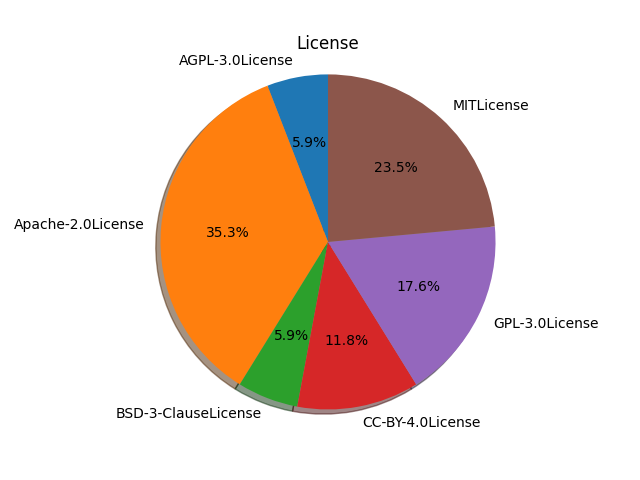 License
AGPL-3.0License
MITLicense
5.9%
23.5%
Apache-2.0License
35.3%
17.6%
GPL-3.0License
5.9%
11.8%
BSD-3-ClauseLicense
CC-BY-4.0License